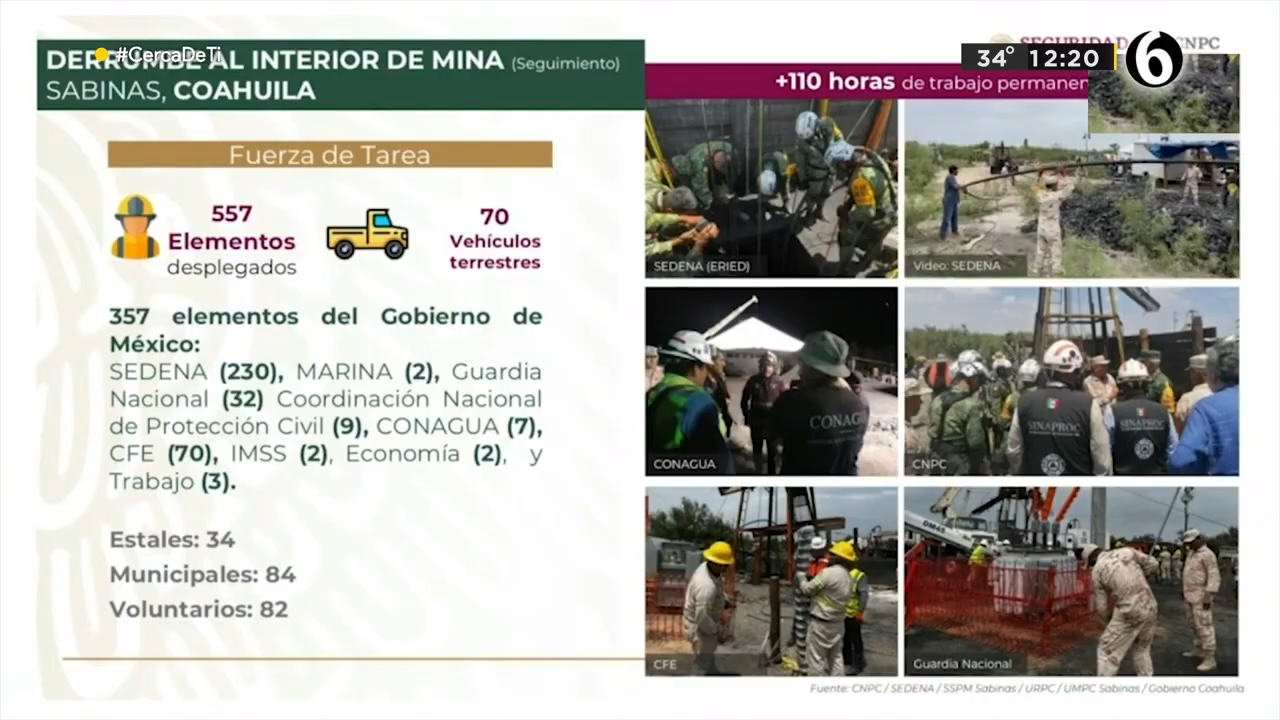 #CercaDeTi
DERRUMBE AL INTERIOR DE MINA (Seguimiento)
SABINAS, COAHUILA
SEGURIDAD
CNPC
34° 12:20
6
+110 horas de trabajo
Fuerza de Tarea
557
Elementos
desplegados
70
Vehículos
terrestres
357 elementos del Gobierno de
México:
SEDENA (230), MARINA (2), Guardia
Nacional (32) Coordinación Nacional
de Protección Civil (9), CONAGUA (7),
CFE (70), IMSS (2), Economía (2), y
Trabajo (3).
Estales: 34
Municipales: 84
Voluntarios: 82
SEDENA (ERIED)
Video: SEDENA
CONAGUA
CNPC
SINAPROC
SINAPROC
CFE
Guardia Nacional
Fuente: CNPC / SEDENA / SSPM Sabinas / URPC / UMPC Sabinas / Gobierno Coahuila